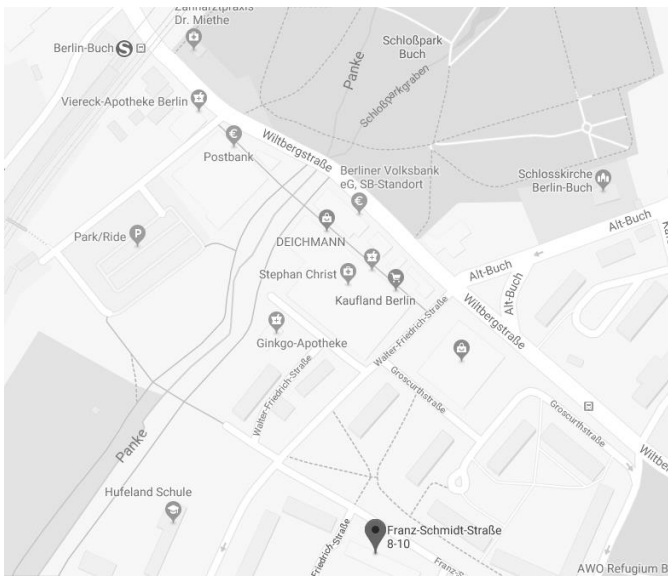 Zahnarztpraxis
Dr. Miethe
Berlin-Buch
S
Schloßpark
Buch
Panke
Schloßparkgraben
Viereck-Apotheke Berlin
Wiltbergstraße
Postbank
Berliner Volksbank
eG, SB-Standort
Schlosskirche
Berlin-Buch
Park/Ride
P
DEICHMANN
Alt-Buch
Alt-Buch
Stephan Christ
Kaufland Berlin
Alt-Buch
Wiltbergstraße
Ginkgo-Apotheke
Walter-Friedrich-Straße
Groscurthstraße
Walter-Friedrich-Straße
Groscurthstraße
Panke
Hufeland Schule
Franz-Schmidt-Straße
8-10
Friedrich-Straße
AWO Refugium B